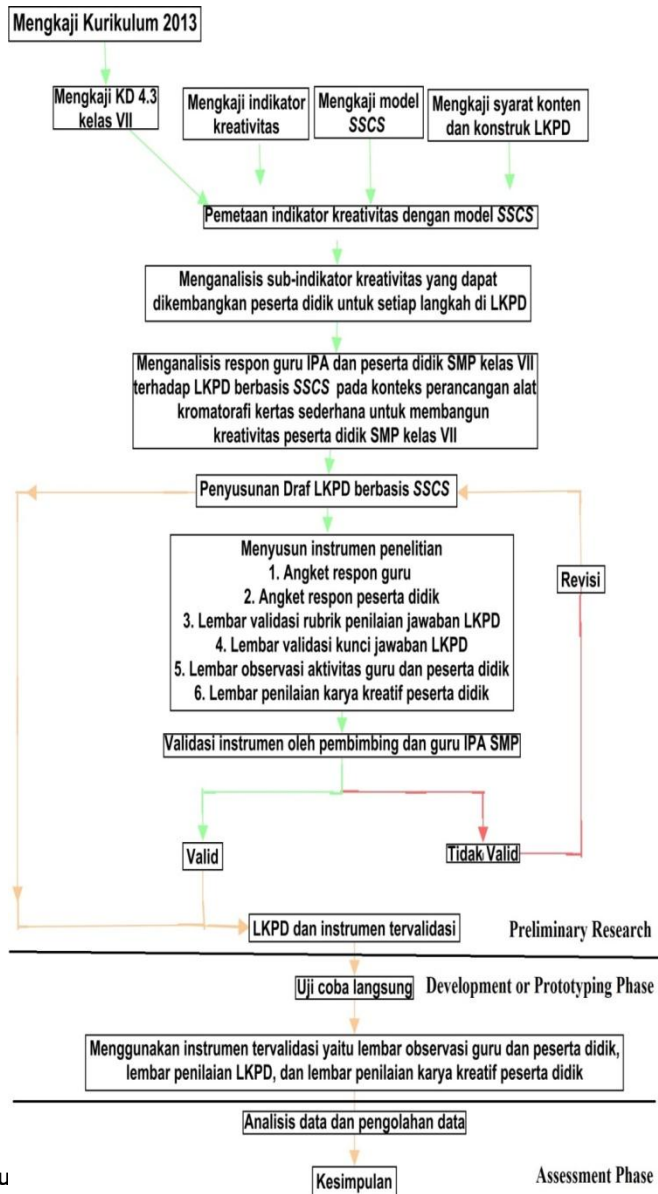 Mengkaji Kurikulum 2013
Mengkaji KD 4.3
kelas VII
Mengkaji indikator
kreativitas
Mengkaji model
SSCS
Mengkaji syarat konten
dan konstruk LKPD
Pemetaan indikator kreativitas dengan model SSCS
Menganalisis sub-indikator kreativitas yang dapat
dikembangkan peserta didik untuk setiap langkah di LKPD
Menganalisis respon guru IPA dan peserta didik SMP kelas VII
terhadap LKPD berbasis SSCS pada konteks perancangan alat
kromatorafi kertas sederhana untuk membangun
kreativitas peserta didik SMP kelas VII
Penyusunan Draf LKPD berbasis SSCS
Menyusun instrumen penelitian
1. Angket respon guru
2. Angket respon peserta didik
3. Lembar validasi rubrik penilaian jawaban LKPD
4. Lembar validasi kunci jawaban LKPD
5. Lembar observasi aktivitas guru dan peserta didik
6. Lembar penilaian karya kreatif peserta didik
Revisi
Validasi instrumen oleh pembimbing dan guru IPA SMP
Valid
Tidak Valid
LKPD dan instrumen tervalidasi
Preliminary Research
Uji coba langsung
Development or Prototyping Phase
Menggunakan instrumen tervalidasi yaitu lembar observasi guru dan peserta didik,
lembar penilaian LKPD, dan lembar penilaian karya kreatif peserta didik
Analisis data dan pengolahan data
Kesimpulan
Assessment Phase